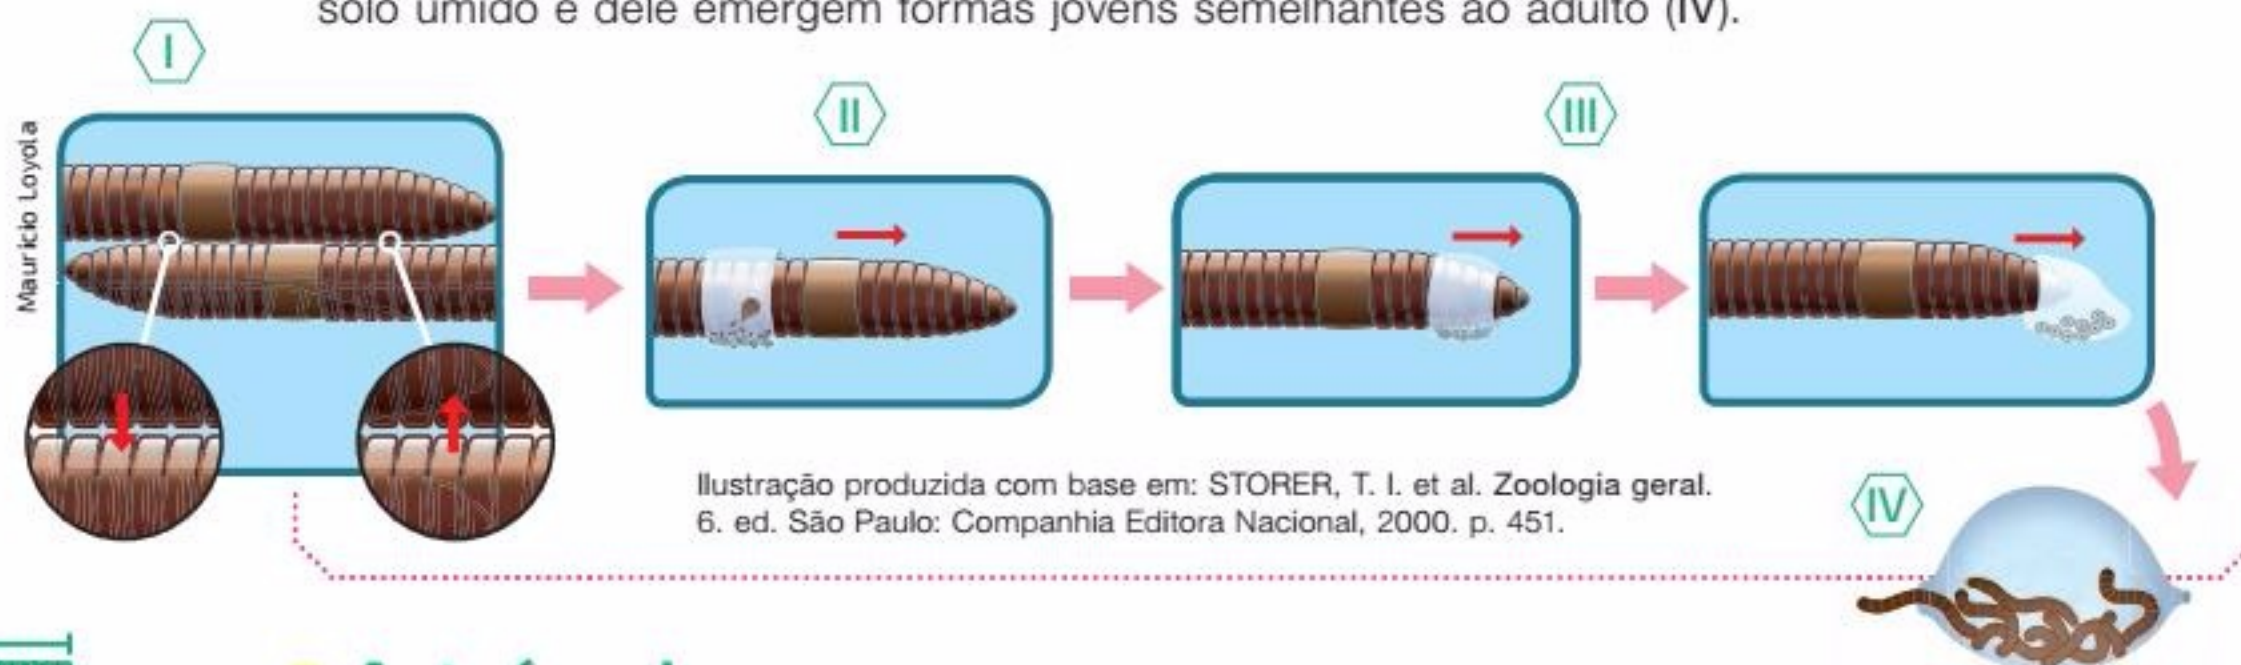 solo úmido e dele emergem formas jovens semelhantes ao adulto (IV).
I
II
III
Mauricio Loyola
Ilustração produzida com base em: STORER, T. I. et al. Zoologia geral.
6. ed. São Paulo: Companhia Editora Nacional, 2000. p. 451.
IV